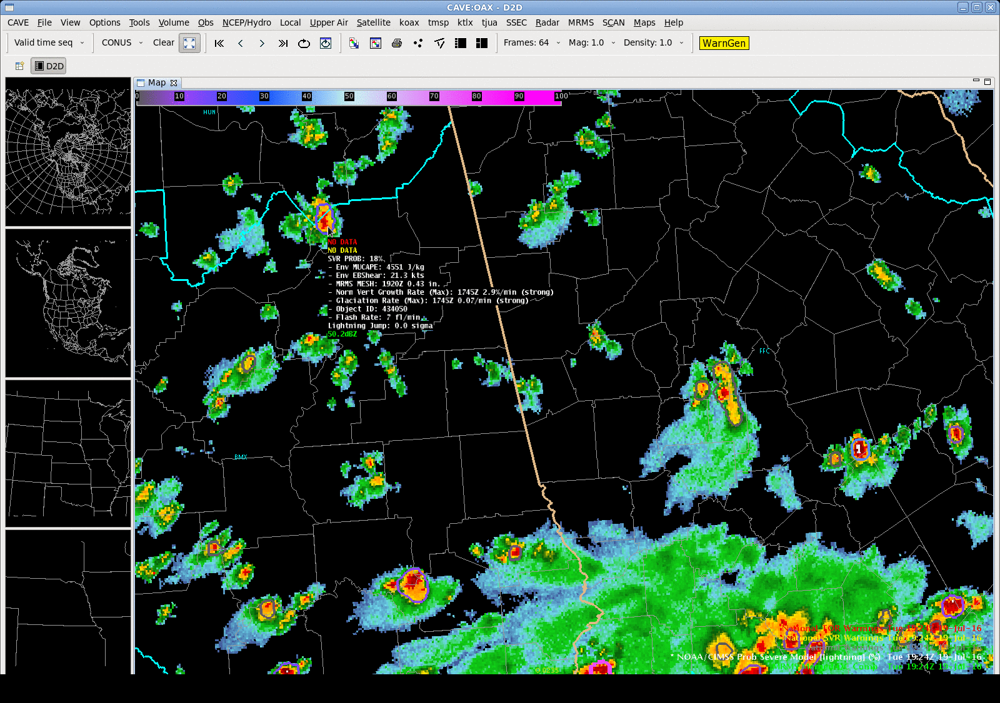 CAVE:OAX - D2D
CAVE File View Options Tools Volume Obs NCEP/Hydro Local Upper Air Satellite koax tmsp ktlx tjua SSEC Radar MRMS SCAN Maps Help
Valid time seq CONUS Clear Frames: 64 Mag: 1.0 Density: 1.0 WarnGen
D2D
Map
0 10 20 30 40 50 60 70 80 90 100
HUN
NO DATA
NO DATA
SVR PROB: 18%
- Env MUCAPE: 4551 J/kg
- Env EBShear: 21.3 kts
- MRMS MESH: 1920Z 0.43 in.
- Norm Vert Growth Rate (Max): 1745Z 2.9%/min (strong)
- Glaciation Rate (Max): 1745Z 0.07/min (strong)
- Object ID: 434050
- Flash Rate: 7 fl/min
Lightning Jump: 0.0 sigma
50.2dBZ
FFC
BMX
National TOR Warnings Tue 19:24Z 19-Jul-16
National SVR Warnings Tue 19:24Z 19-Jul-16
* NOAA/CIMSS Prob Severe Model (lightning) (%) Tue 19:24Z 19-Jul-16
Tue 19:24Z 19-Jul-16